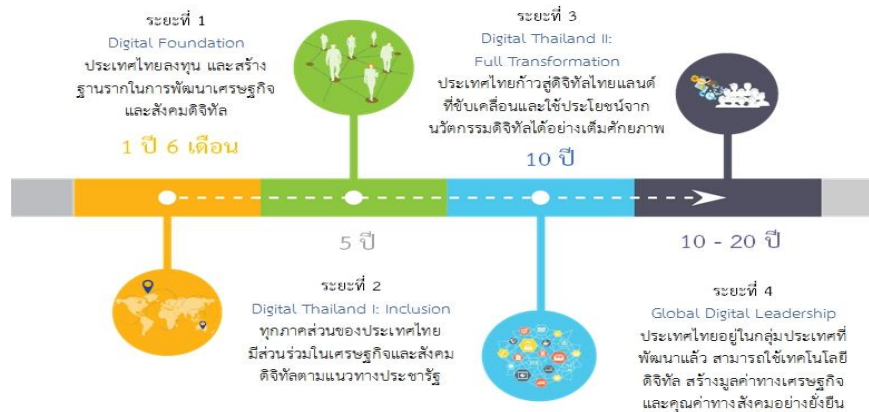 ระยะที่ 1
Digital Foundation
ประเทศไทยลงทุน และสร้าง
ฐานรากในการพัฒนาเศรษฐกิจ
และสังคมดิจิทัล
1 ปี 6 เดือน
5 ปี
ระยะที่ 2
Digital Thailand I: Inclusion
ทุกภาคส่วนของประเทศไทย
มีส่วนร่วมในเศรษฐกิจและสังคม
ดิจิทัลตามแนวทางประชารัฐ
ระยะที่ 3
Digital Thailand II:
Full Transformation
ประเทศไทยก้าวสู่ดิจิทัลไทยแลนด์
ที่ขับเคลื่อนและใช้ประโยชน์จาก
นวัตกรรมดิจิทัลได้อย่างเต็มศักยภาพ
10 ปี
10 - 20 ปี
ระยะที่ 4
Global Digital Leadership
ประเทศไทยอยู่ในกลุ่มประเทศที่
พัฒนาแล้ว สามารถใช้เทคโนโลยี
ดิจิทัล สร้างมูลค่าทางเศรษฐกิจ
และคุณค่าทางสังคมอย่างยั่งยืน